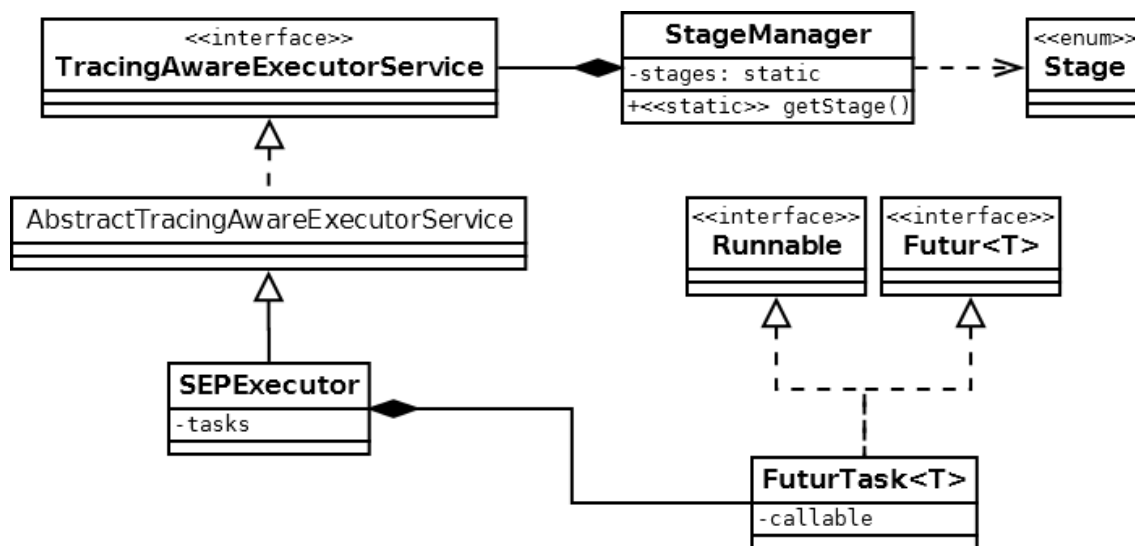 <<interface>>
TracingAwareExecutorService
StageManager
-stages: static
+<<static>> getStage()
<<enum>>
Stage
AbstractTracingAwareExecutorService
<<interface>>
Runnable
<<interface>>
Futur<T>
SEPExecutor
-tasks
FuturTask<T>
-callable